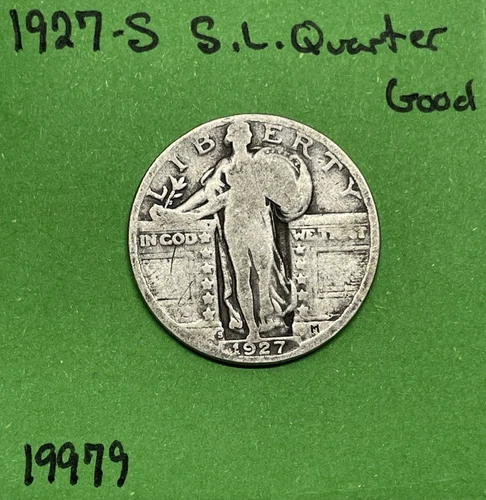 1927-S S.L. Quarter
Good
LIBERTY
IN GOD WE TRUST
S M
1927
19979